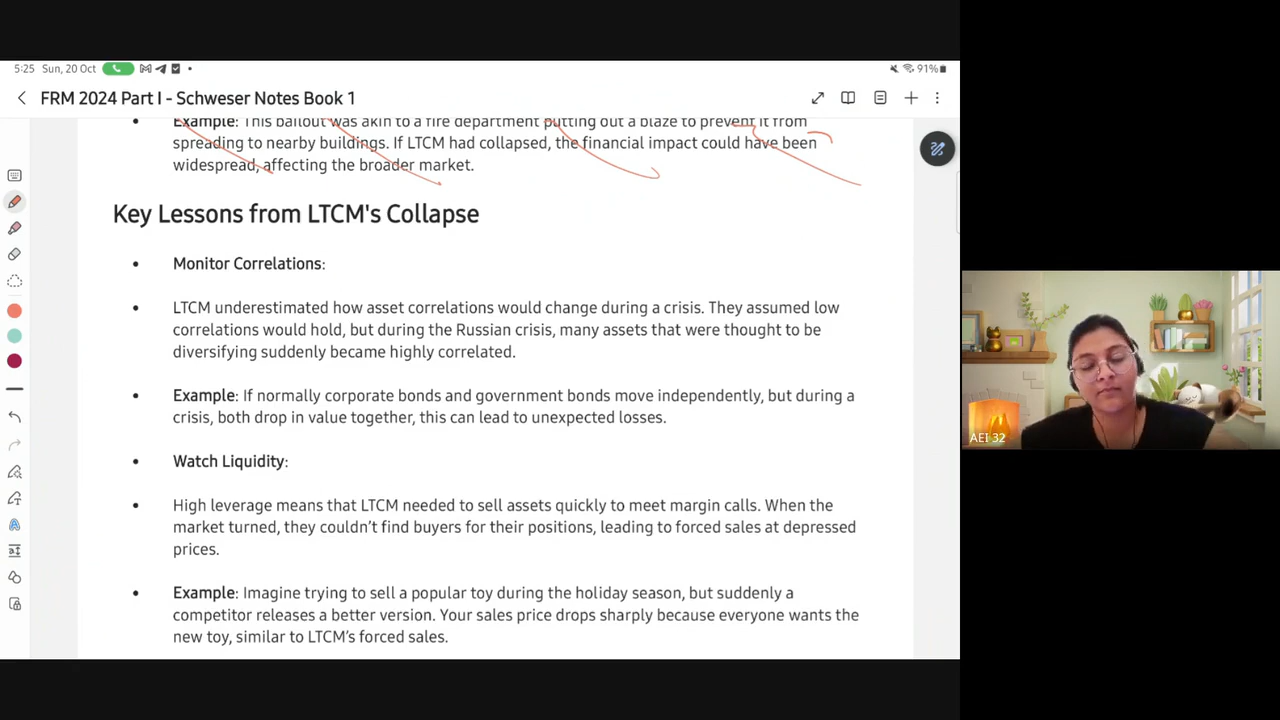 5:25 Sun, 20 Oct 91%
FRM 2024 Part I - Schweser Notes Book 1
• Example: This bailout was akin to a fire department putting out a blaze to prevent it from
spreading to nearby buildings. If LTCM had collapsed, the financial impact could have been
widespread, affecting the broader market.
Key Lessons from LTCM's Collapse
• Monitor Correlations:
• LTCM underestimated how asset correlations would change during a crisis. They assumed low
correlations would hold, but during the Russian crisis, many assets that were thought to be
diversifying suddenly became highly correlated.
• Example: If normally corporate bonds and government bonds move independently, but during a
crisis, both drop in value together, this can lead to unexpected losses.
• Watch Liquidity:
• High leverage means that LTCM needed to sell assets quickly to meet margin calls. When the
market turned, they couldn't find buyers for their positions, leading to forced sales at depressed
prices.
• Example: Imagine trying to sell a popular toy during the holiday season, but suddenly a
competitor releases a better version. Your sales price drops sharply because everyone wants the
new toy, similar to LTCM's forced sales.
AEI 32